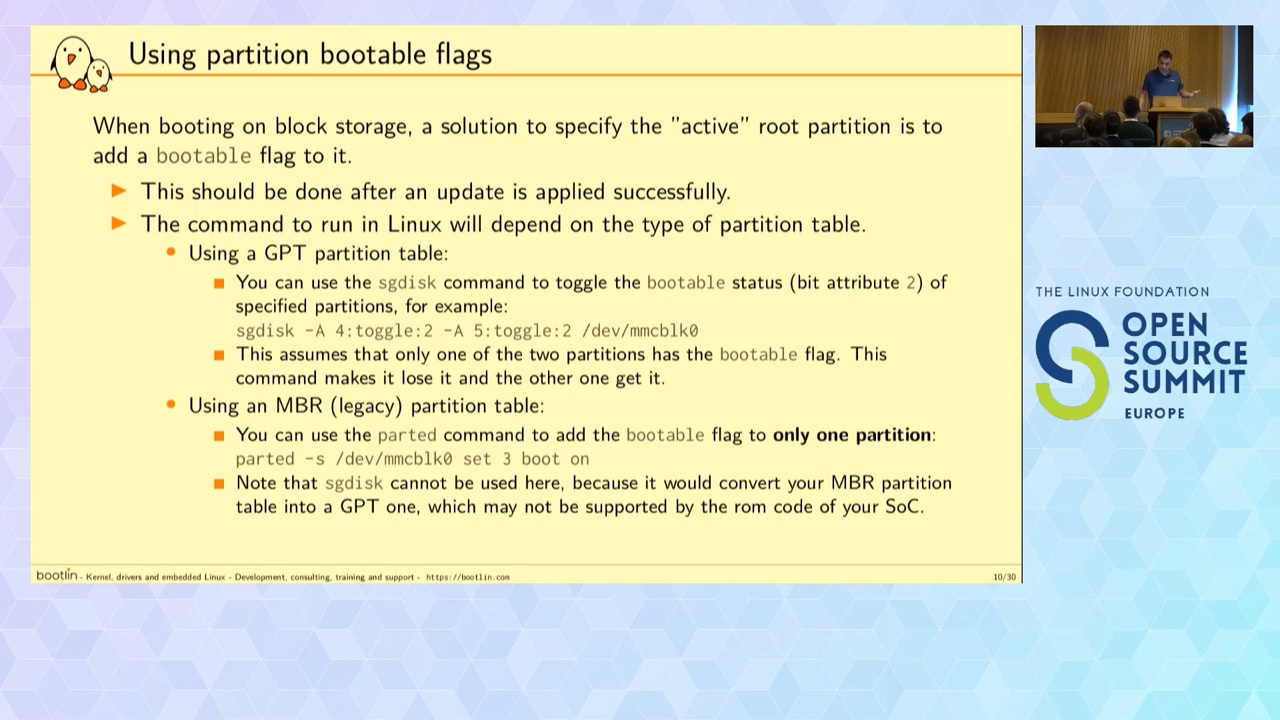 Using partition bootable flags
When booting on block storage, a solution to specify the "active" root partition is to
add a bootable flag to it.
This should be done after an update is applied successfully.
The command to run in Linux will depend on the type of partition table.
Using a GPT partition table:
You can use the sgdisk command to toggle the bootable status (bit attribute 2) of
specified partitions, for example:
sgdisk -A 4:toggle:2 -A 5:toggle:2 /dev/mmcblk0
This assumes that only one of the two partitions has the bootable flag. This
command makes it lose it and the other one get it.
Using an MBR (legacy) partition table:
You can use the parted command to add the bootable flag to only one partition:
parted -s /dev/mmcblk0 set 3 boot on
Note that sgdisk cannot be used here, because it would convert your MBR partition
table into a GPT one, which may not be supported by the rom code of your SoC.
bootlin - Kernel, drivers and embedded Linux - Development, consulting, training and support - https://bootlin.com
10/30
THE LINUX FOUNDATION
OPEN
SOURCE
SUMMIT
EUROPE